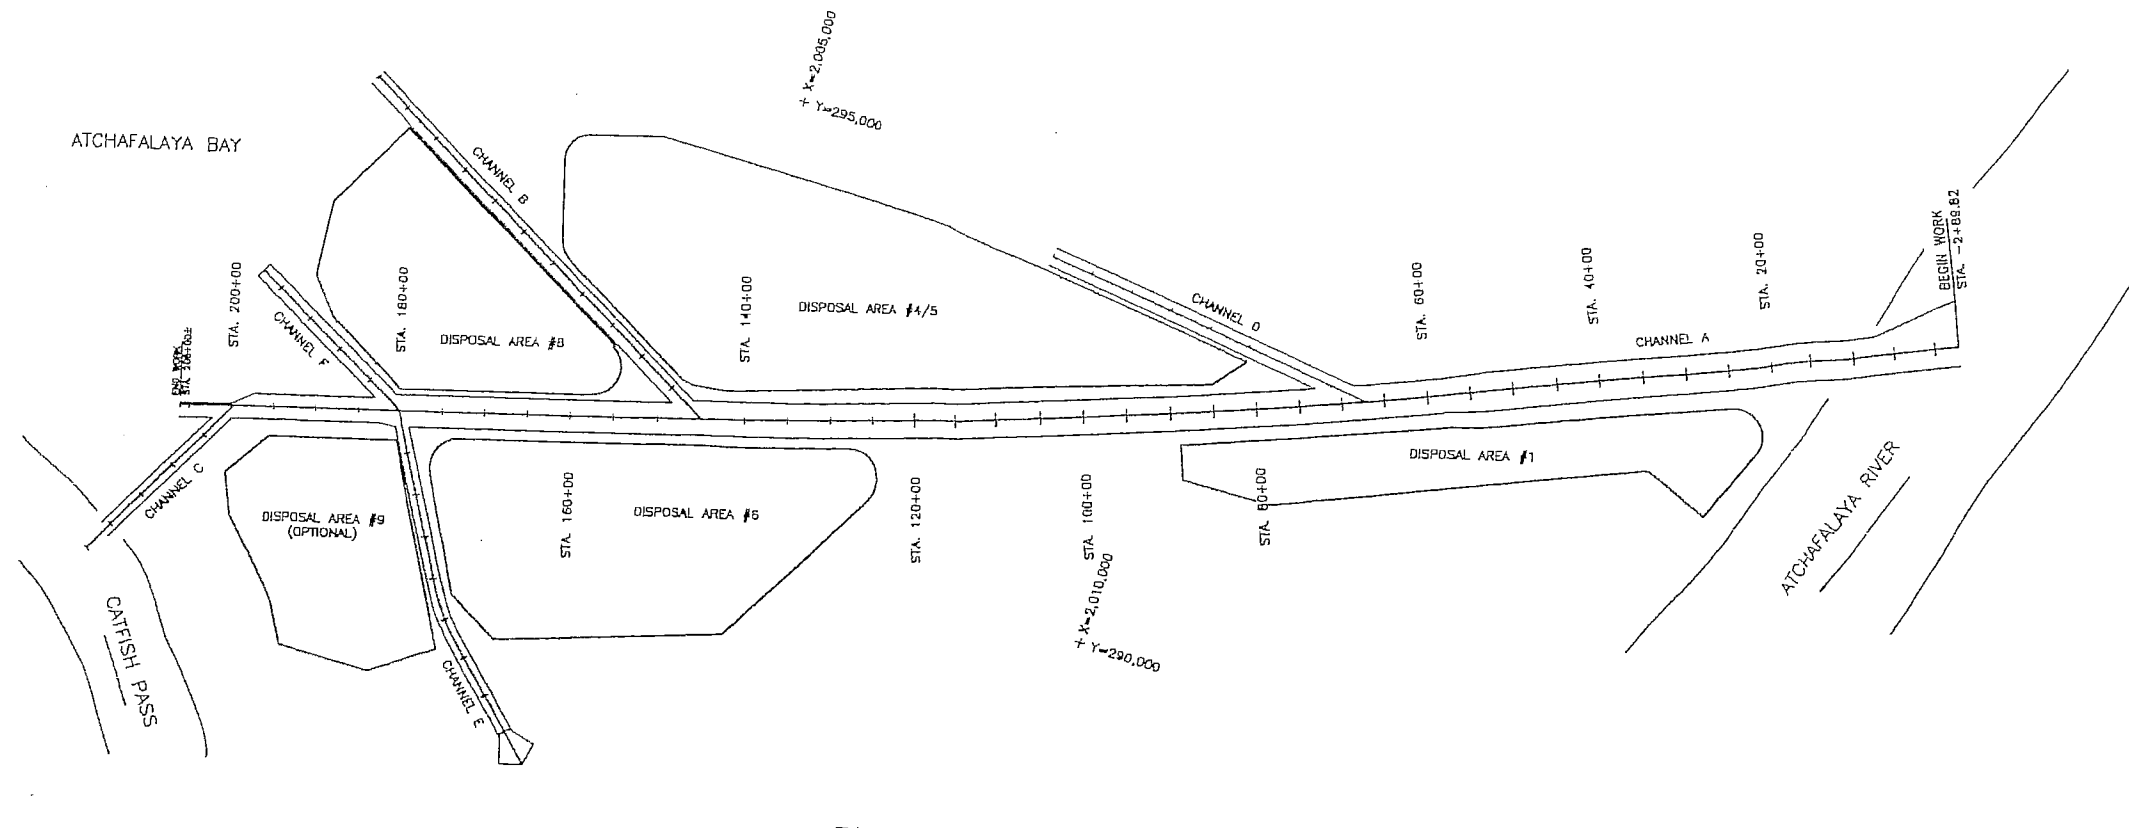 X=2,005,000
+ Y=295,000
ATCHAFALAYA BAY
CHANNEL B
BEGIN WORK
STA. -2+89.82
STA. 200+00
STA. 180+00
STA. 140+00
STA. 60+00
STA. 40+00
STA. 20+00
CHANNEL F
DISPOSAL AREA #8
DISPOSAL AREA #4/5
CHANNEL D
CHANNEL A
END WORK
CHANNEL C
DISPOSAL AREA #9
(OPTIONAL)
STA. 160+00
DISPOSAL AREA #6
STA. 120+00
STA. 100+00
STA. 80+00
DISPOSAL AREA #1
ATCHAFALAYA RIVER
X=2,010,000
+ Y=290,000
CATFISH PASS
CHANNEL E